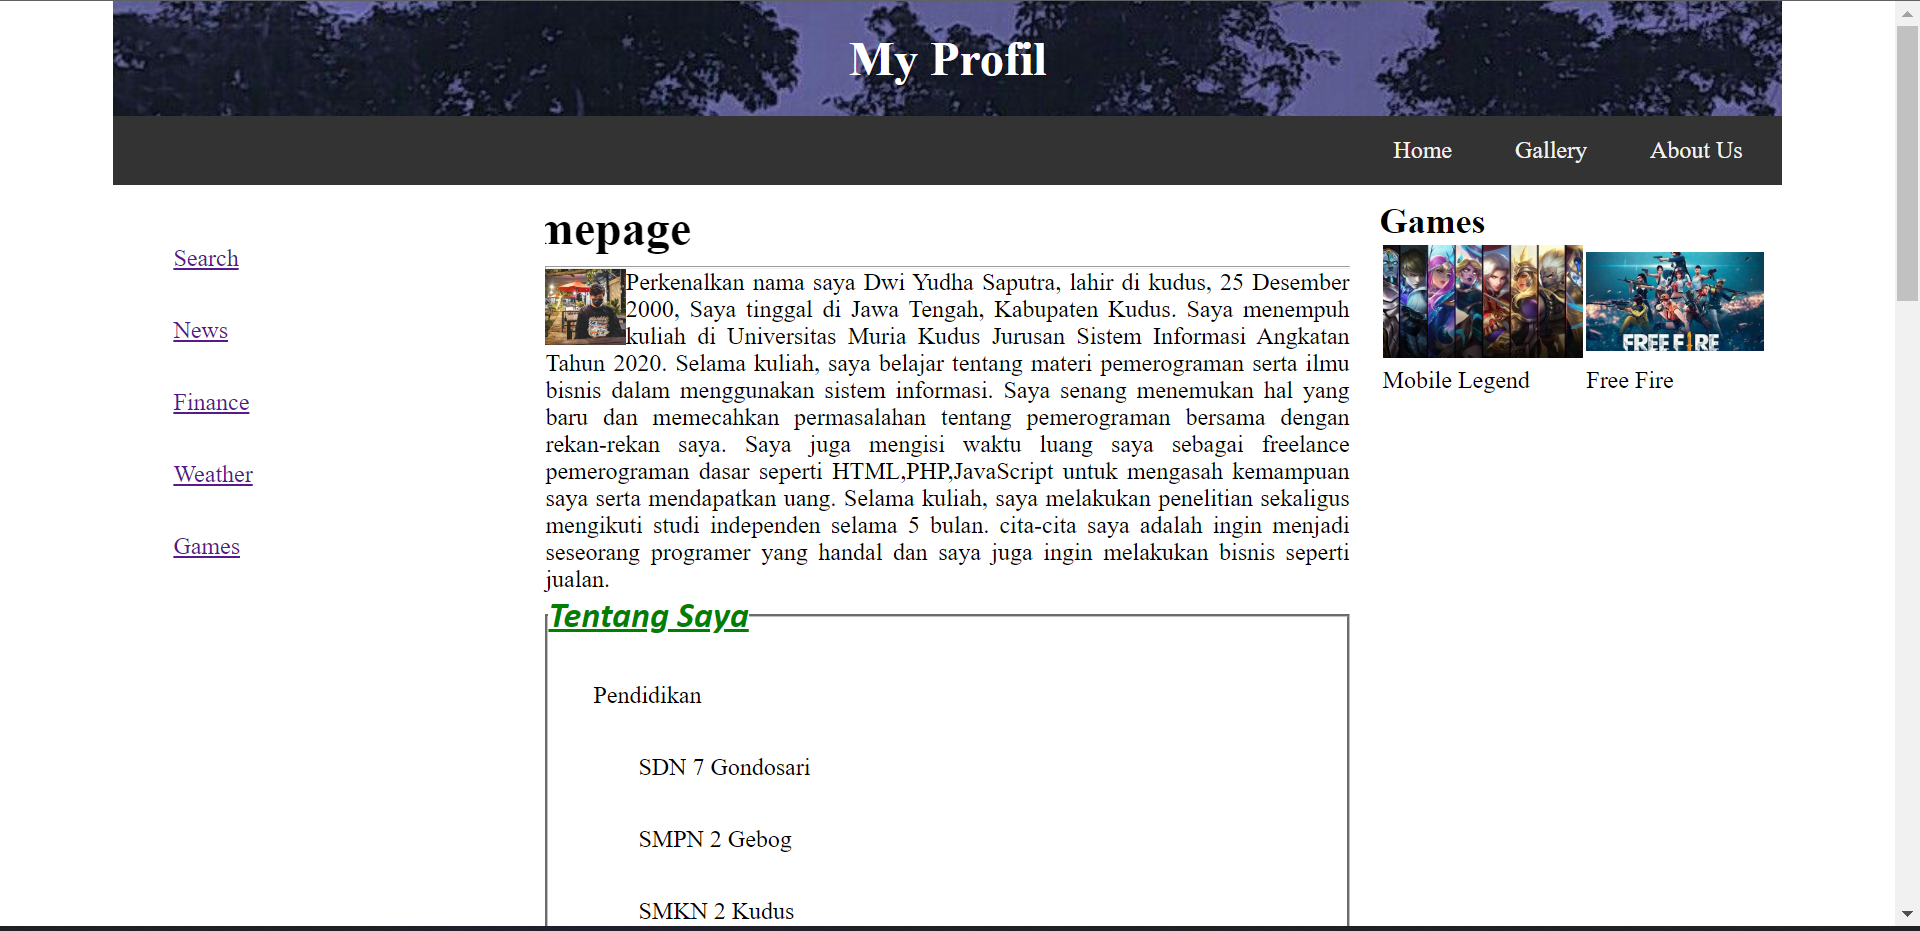 My Profil
Home Gallery About Us
Search
News
Finance
Weather
Games
mepage
Perkenalkan nama saya Dwi Yudha Saputra, lahir di kudus, 25 Desember
2000, Saya tinggal di Jawa Tengah, Kabupaten Kudus. Saya menempuh
kuliah di Universitas Muria Kudus Jurusan Sistem Informasi Angkatan
Tahun 2020. Selama kuliah, saya belajar tentang materi pemerograman serta ilmu
bisnis dalam menggunakan sistem informasi. Saya senang menemukan hal yang
baru dan memecahkan permasalahan tentang pemerograman bersama dengan
rekan-rekan saya. Saya juga mengisi waktu luang saya sebagai freelance
pemerograman dasar seperti HTML,PHP,JavaScript untuk mengasah kemampuan
saya serta mendapatkan uang. Selama kuliah, saya melakukan penelitian sekaligus
mengikuti studi independen selama 5 bulan. cita-cita saya adalah ingin menjadi
seseorang programer yang handal dan saya juga ingin melakukan bisnis seperti
jualan.
Tentang Saya
Pendidikan
SDN 7 Gondosari
SMPN 2 Gebog
SMKN 2 Kudus
Games
FREE FIRE
Mobile Legend Free Fire